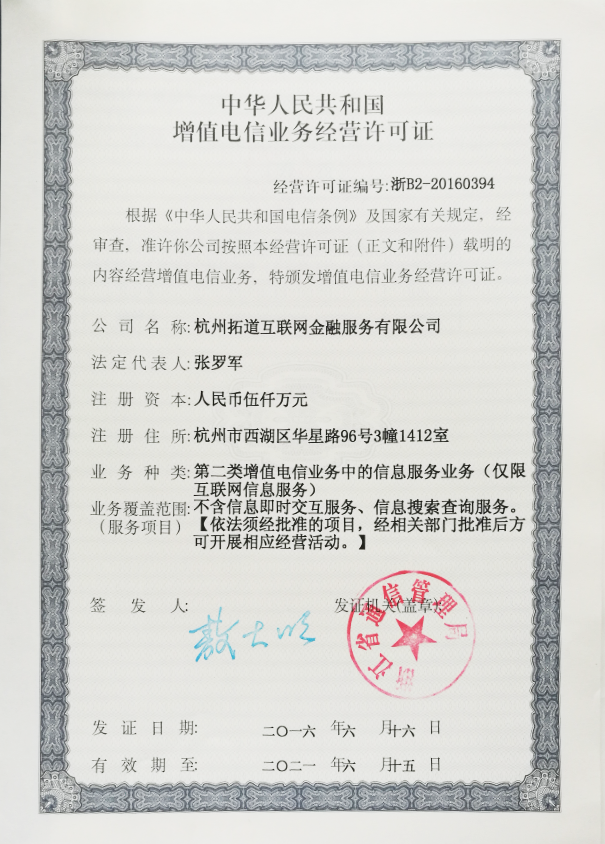 中华人民共和国
增值电信业务经营许可证
经营许可证编号:浙B2-20160394
根据《中华人民共和国电信条例》及国家有关规定，经
审查，准许你公司按照本经营许可证（正文和附件）载明的
内容经营增值电信业务，特颁发增值电信业务经营许可证。
公司名称:杭州拓道互联网金融服务有限公司
法定代表人:张罗军
注册资本:人民币伍仟万元
注册住所:杭州市西湖区华星路96号3幢1412室
业务种类:第二类增值电信业务中的信息服务业务（仅限
互联网信息服务）
业务覆盖范围:不含信息即时交互服务、信息搜索查询服务。
（服务项目）【依法须经批准的项目，经相关部门批准后方
可开展相应经营活动。】
签发人:
发证机关(盖章):
浙江省通信管理局
发证日期:二〇一六年六月十六日
有效期至:二〇二一年六月十五日